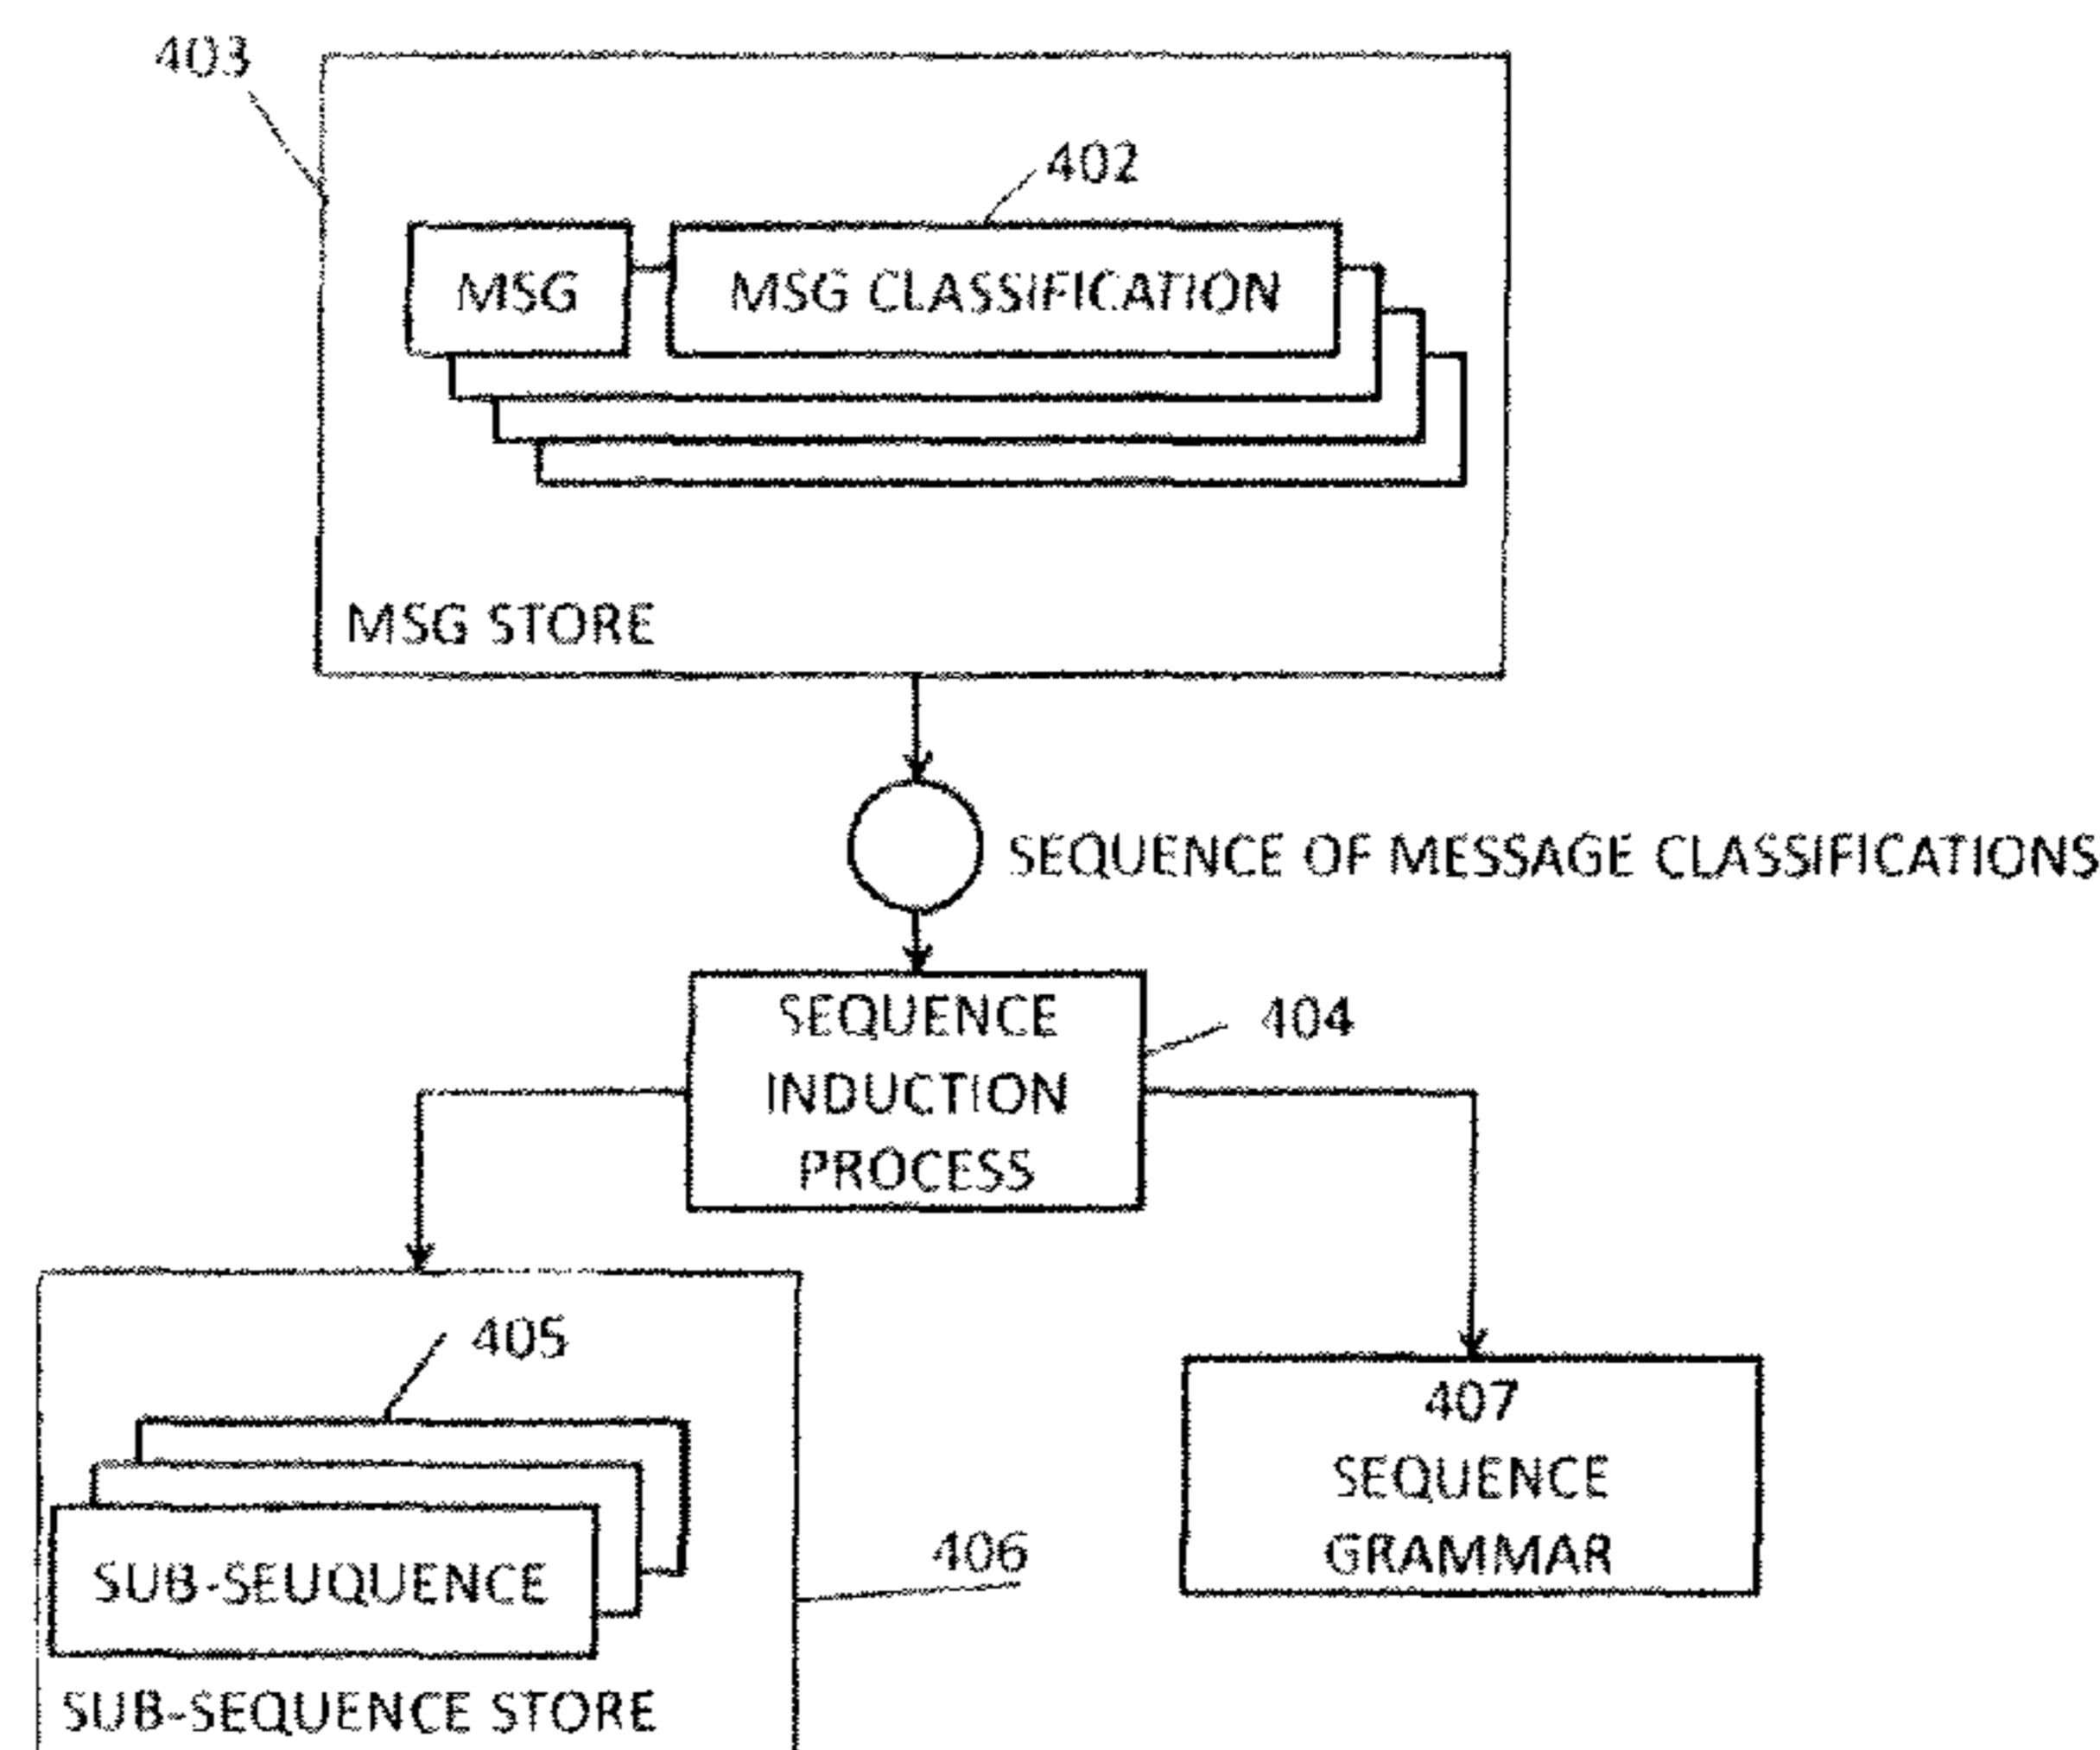 403
402
MSG
MSG CLASSIFICATION
MSG STORE
SEQUENCE OF MESSAGE CLASSIFICATIONS
SEQUENCE
INDUCTION
PROCESS
404
405
SUB-SEUQUENCE
SUB-SEQUENCE STORE
406
407
SEQUENCE
GRAMMAR